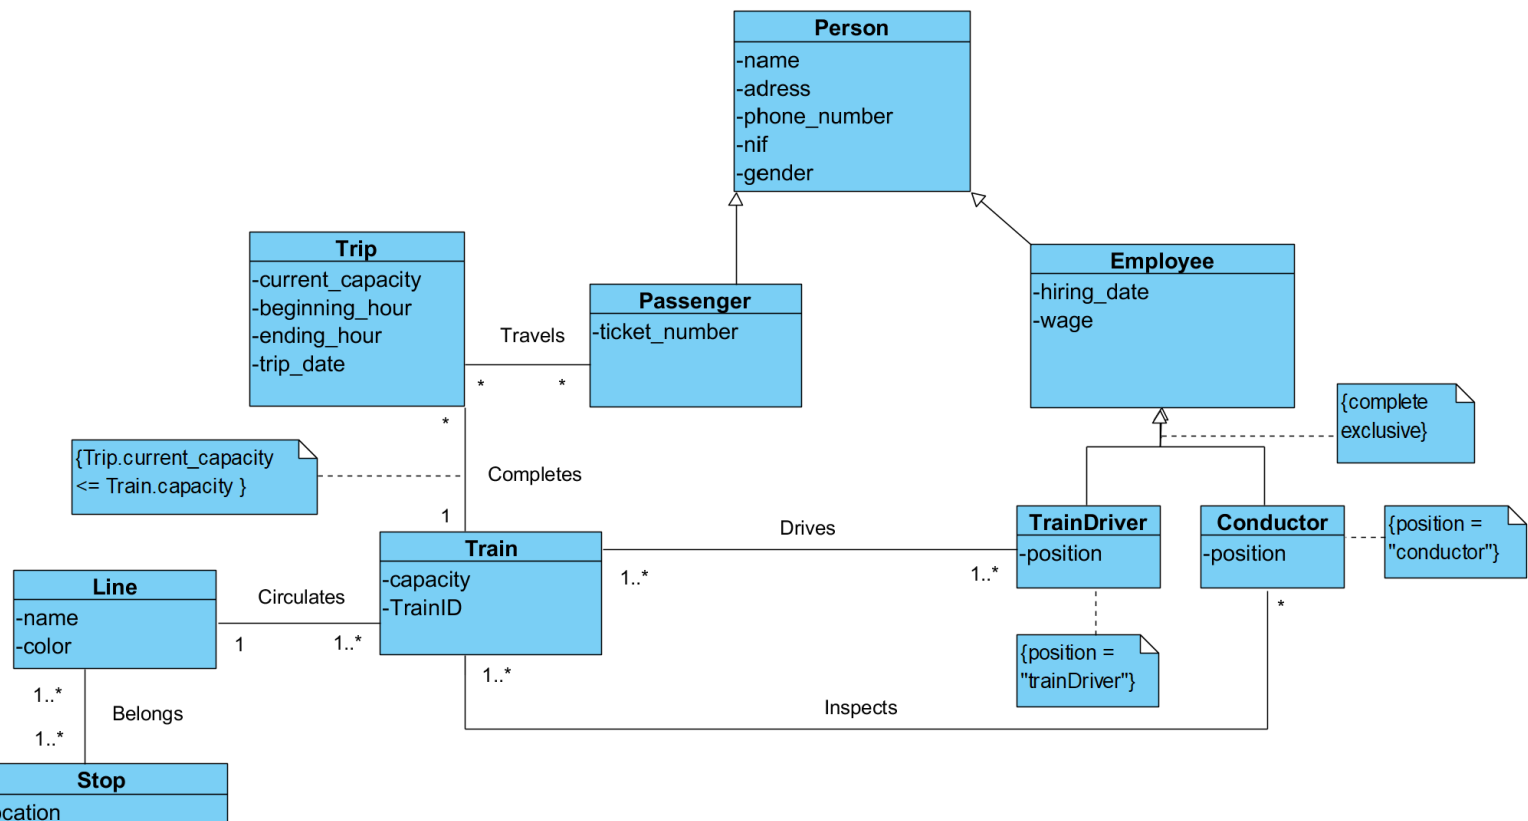 Person
-name
-adress
-phone_number
-nif
-gender
Trip
-current_capacity
-beginning_hour
-ending_hour
-trip_date
Travels
*
*
Passenger
-ticket_number
Employee
-hiring_date
-wage
{complete
exclusive}
*
{Trip.current_capacity
<= Train.capacity }
Completes
1
Train
-capacity
-TrainID
Drives
1..*
1..*
TrainDriver
-position
Conductor
-position
{position =
"conductor"}
{position =
"trainDriver"}
Line
-name
-color
Circulates
1
1..*
1..*
Inspects
*
1..*
Belongs
1..*
Stop